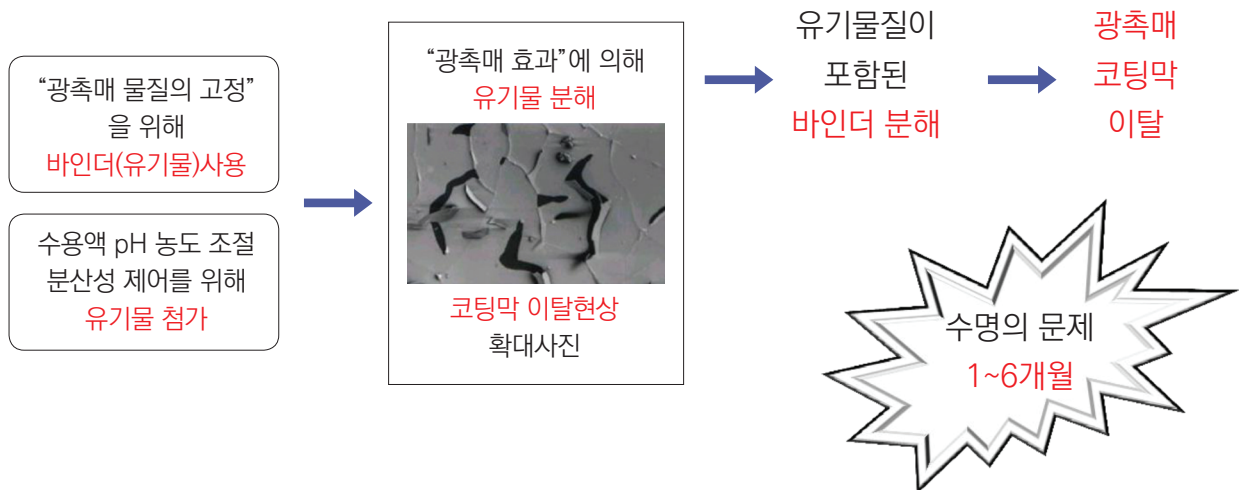 “광촉매 물질의 고정”
을 위해
바인더(유기물)사용
수용액 pH 농도 조절
분산성 제어를 위해
유기물 첨가
“광촉매 효과”에 의해
유기물 분해
코팅막 이탈현상
확대사진
유기물질이
포함된
바인더 분해
광촉매
코팅막
이탈
수명의 문제
1~6개월